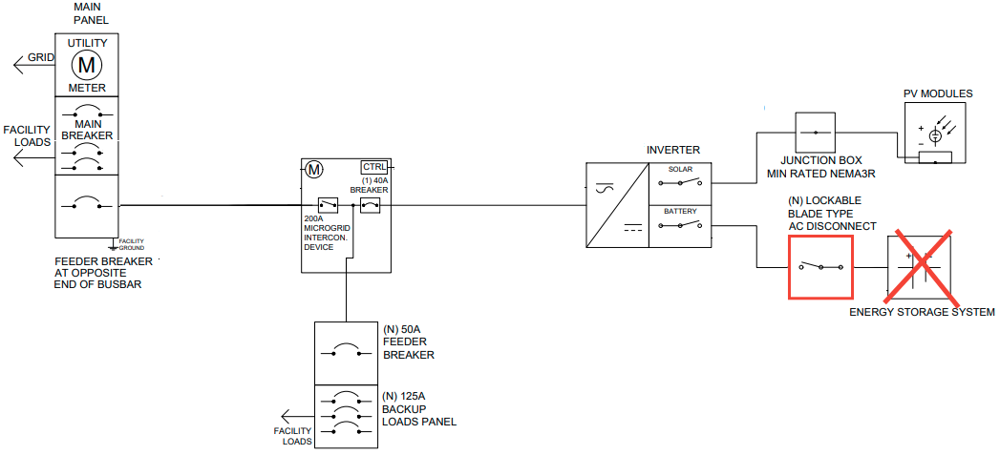 MAIN
PANEL
UTILITY
M
METER
GRID
MAIN
BREAKER
FACILITY
LOADS
FACILITY
GROUND
FEEDER BREAKER
AT OPPOSITE
END OF BUSBAR
M
CTRL
(1) 40A
BREAKER
200A
MICROGRID
INTERCON.
DEVICE
(N) 50A
FEEDER
BREAKER
(N) 125A
BACKUP
LOADS PANEL
FACILITY
LOADS
INVERTER
SOLAR
BATTERY
JUNCTION BOX
MIN RATED NEMA3R
PV MODULES
+
−
(N) LOCKABLE
BLADE TYPE
AC DISCONNECT
+
ENERGY STORAGE SYSTEM